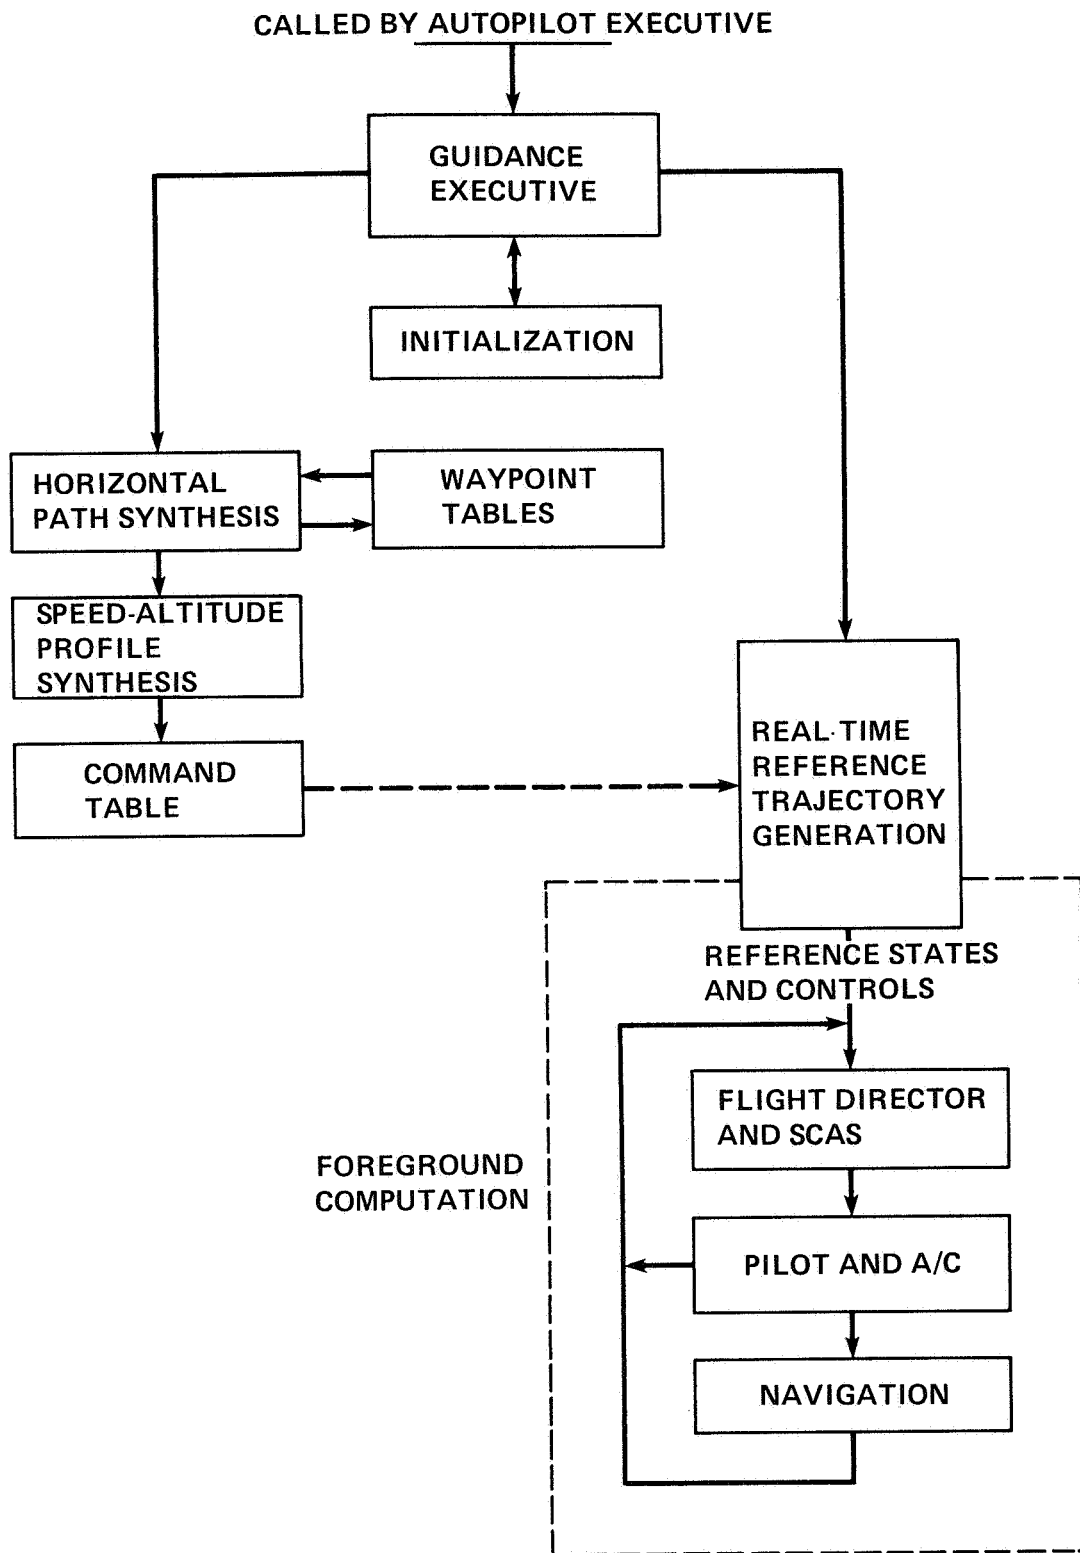 CALLED BY AUTOPILOT EXECUTIVE
GUIDANCE
EXECUTIVE
INITIALIZATION
HORIZONTAL
PATH SYNTHESIS
WAYPOINT
TABLES
SPEED-ALTITUDE
PROFILE
SYNTHESIS
COMMAND
TABLE
REAL-TIME
REFERENCE
TRAJECTORY
GENERATION
REFERENCE STATES
AND CONTROLS
FLIGHT DIRECTOR
AND SCAS
FOREGROUND
COMPUTATION
PILOT AND A/C
NAVIGATION